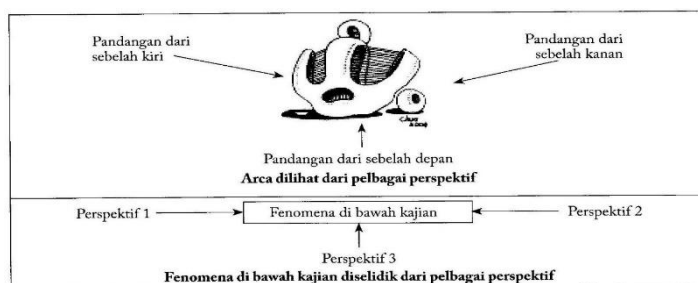 Pandangan dari
sebelah kiri
Pandangan dari
sebelah kanan
Pandangan dari sebelah depan
Arca dilihat dari pelbagai perspektif
Perspektif 1
Fenomena di bawah kajian
Perspektif 2
Perspektif 3
Fenomena di bawah kajian diselidik dari pelbagai perspektif